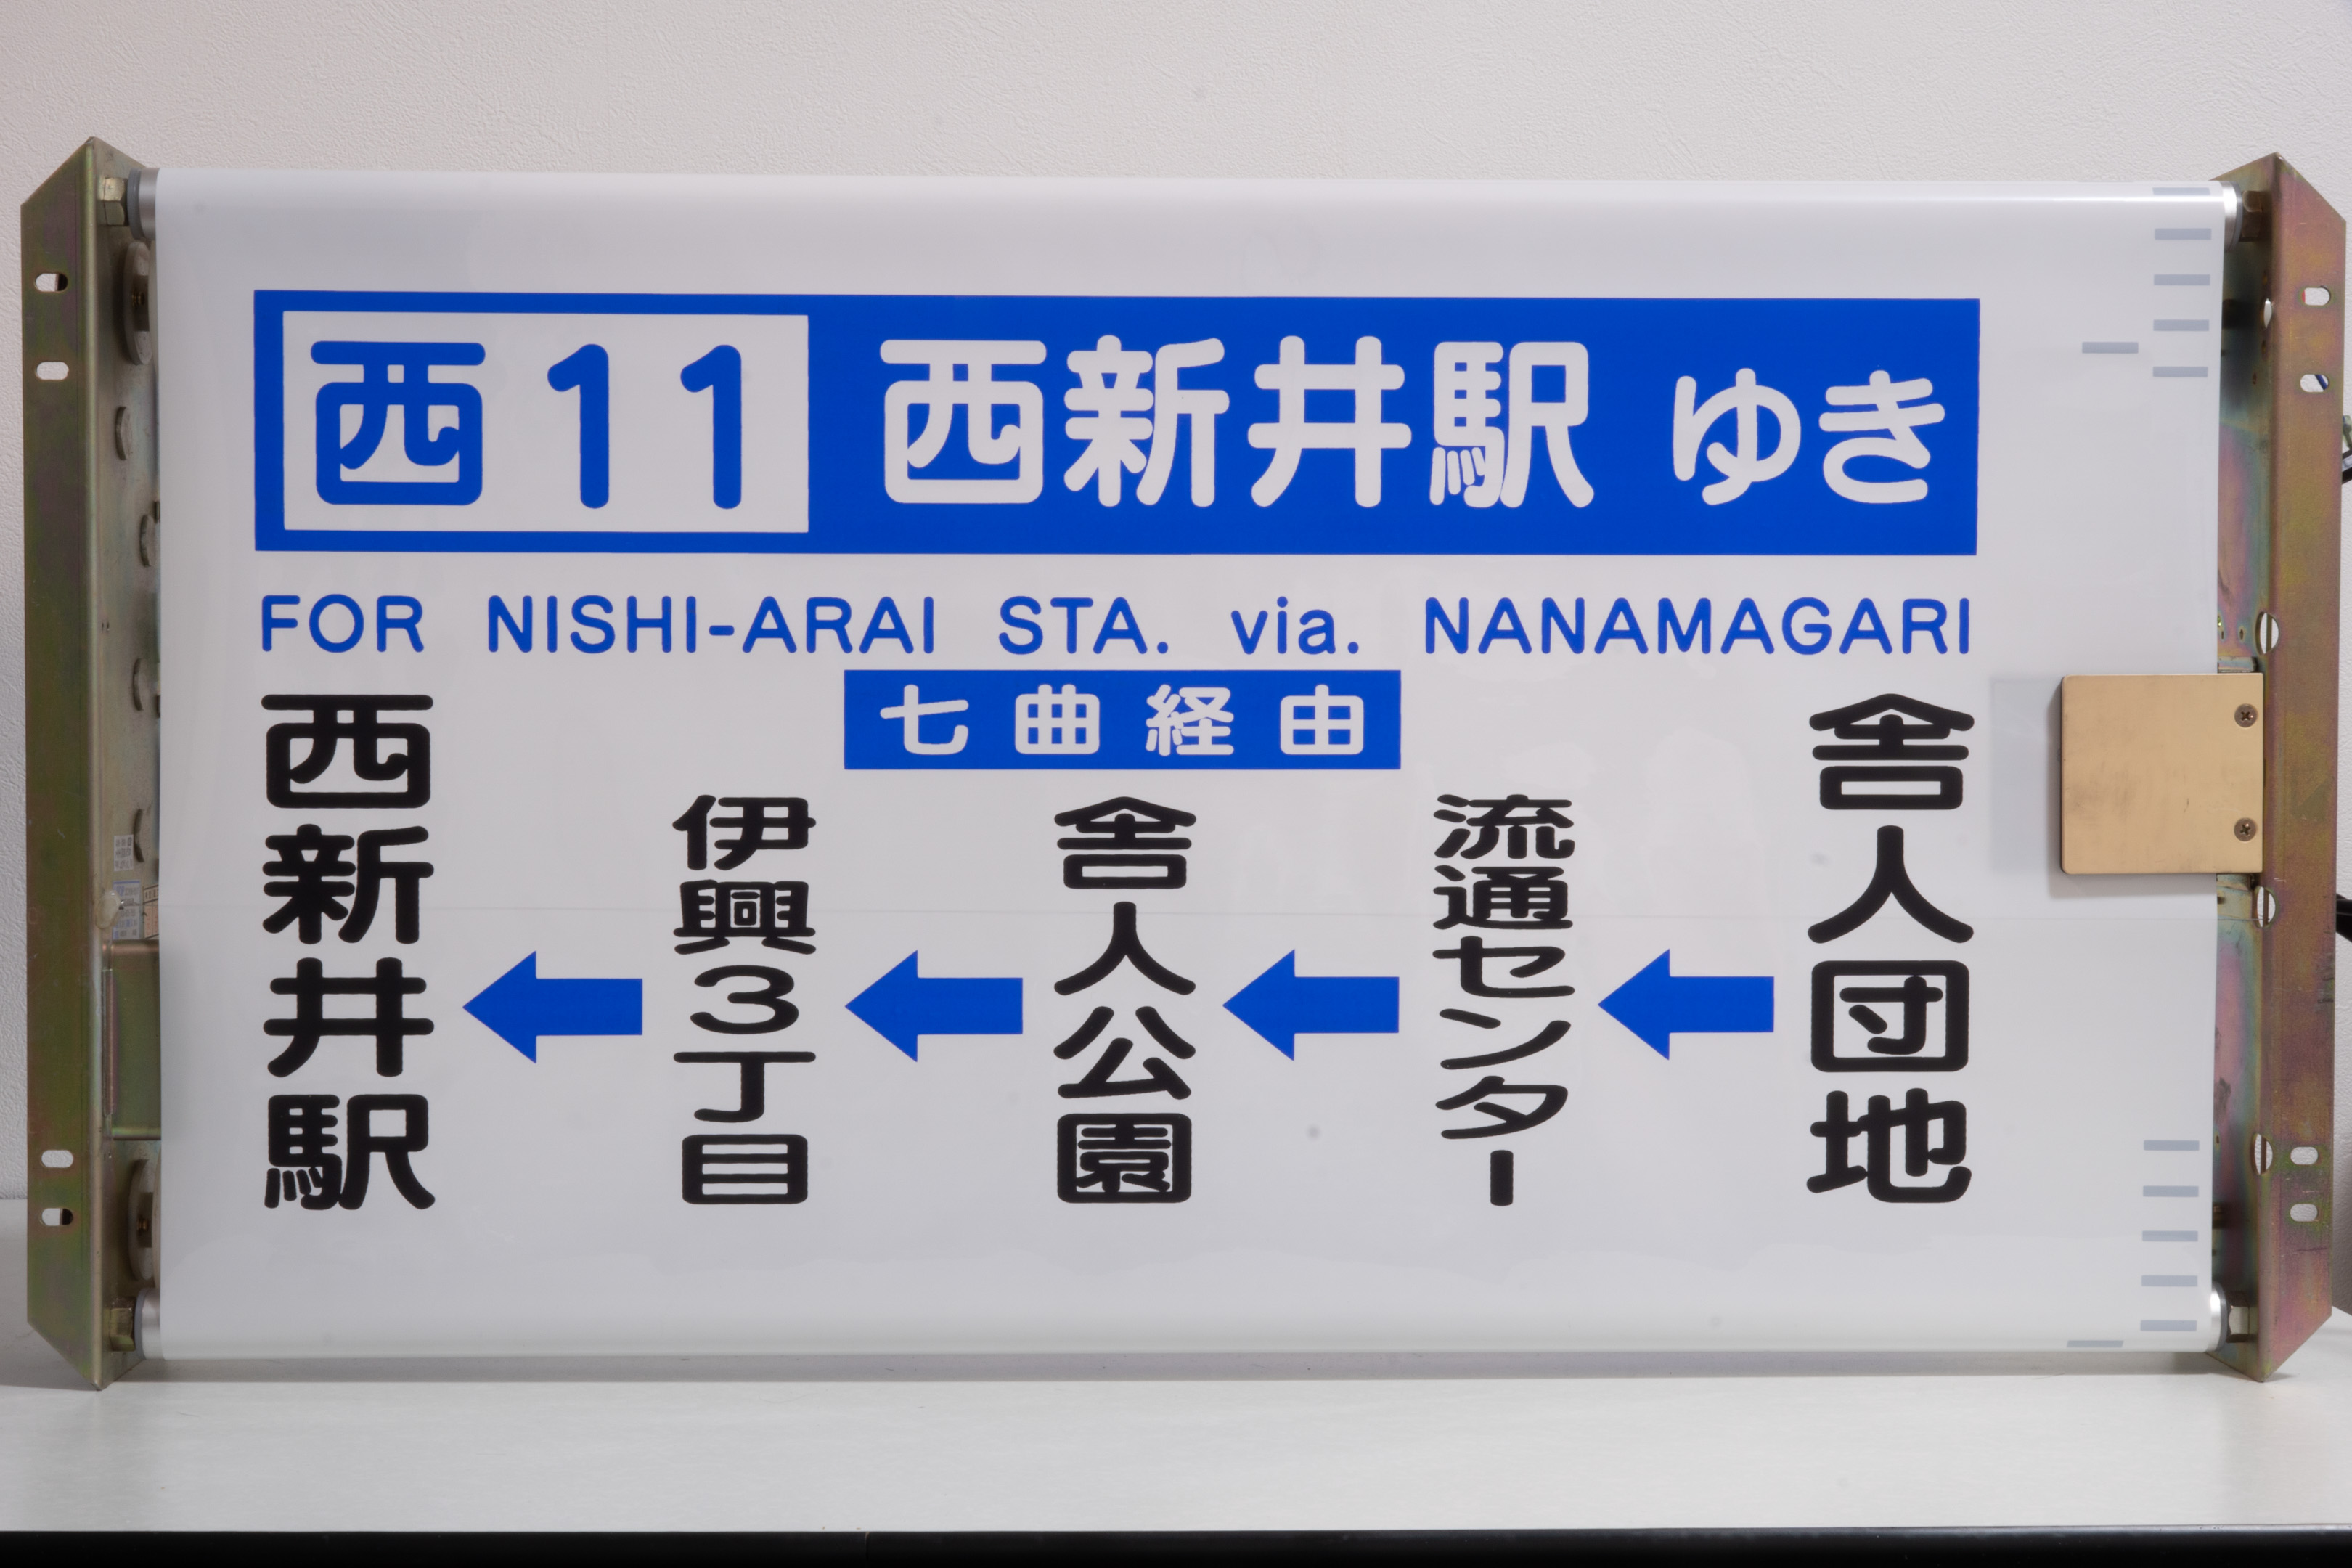 西11 西新井駅 ゆき
FOR NISHI-ARAI STA. via. NANAMAGARI
七曲経由
舎人団地
流通センター
舎人公園
伊興3丁目
西新井駅